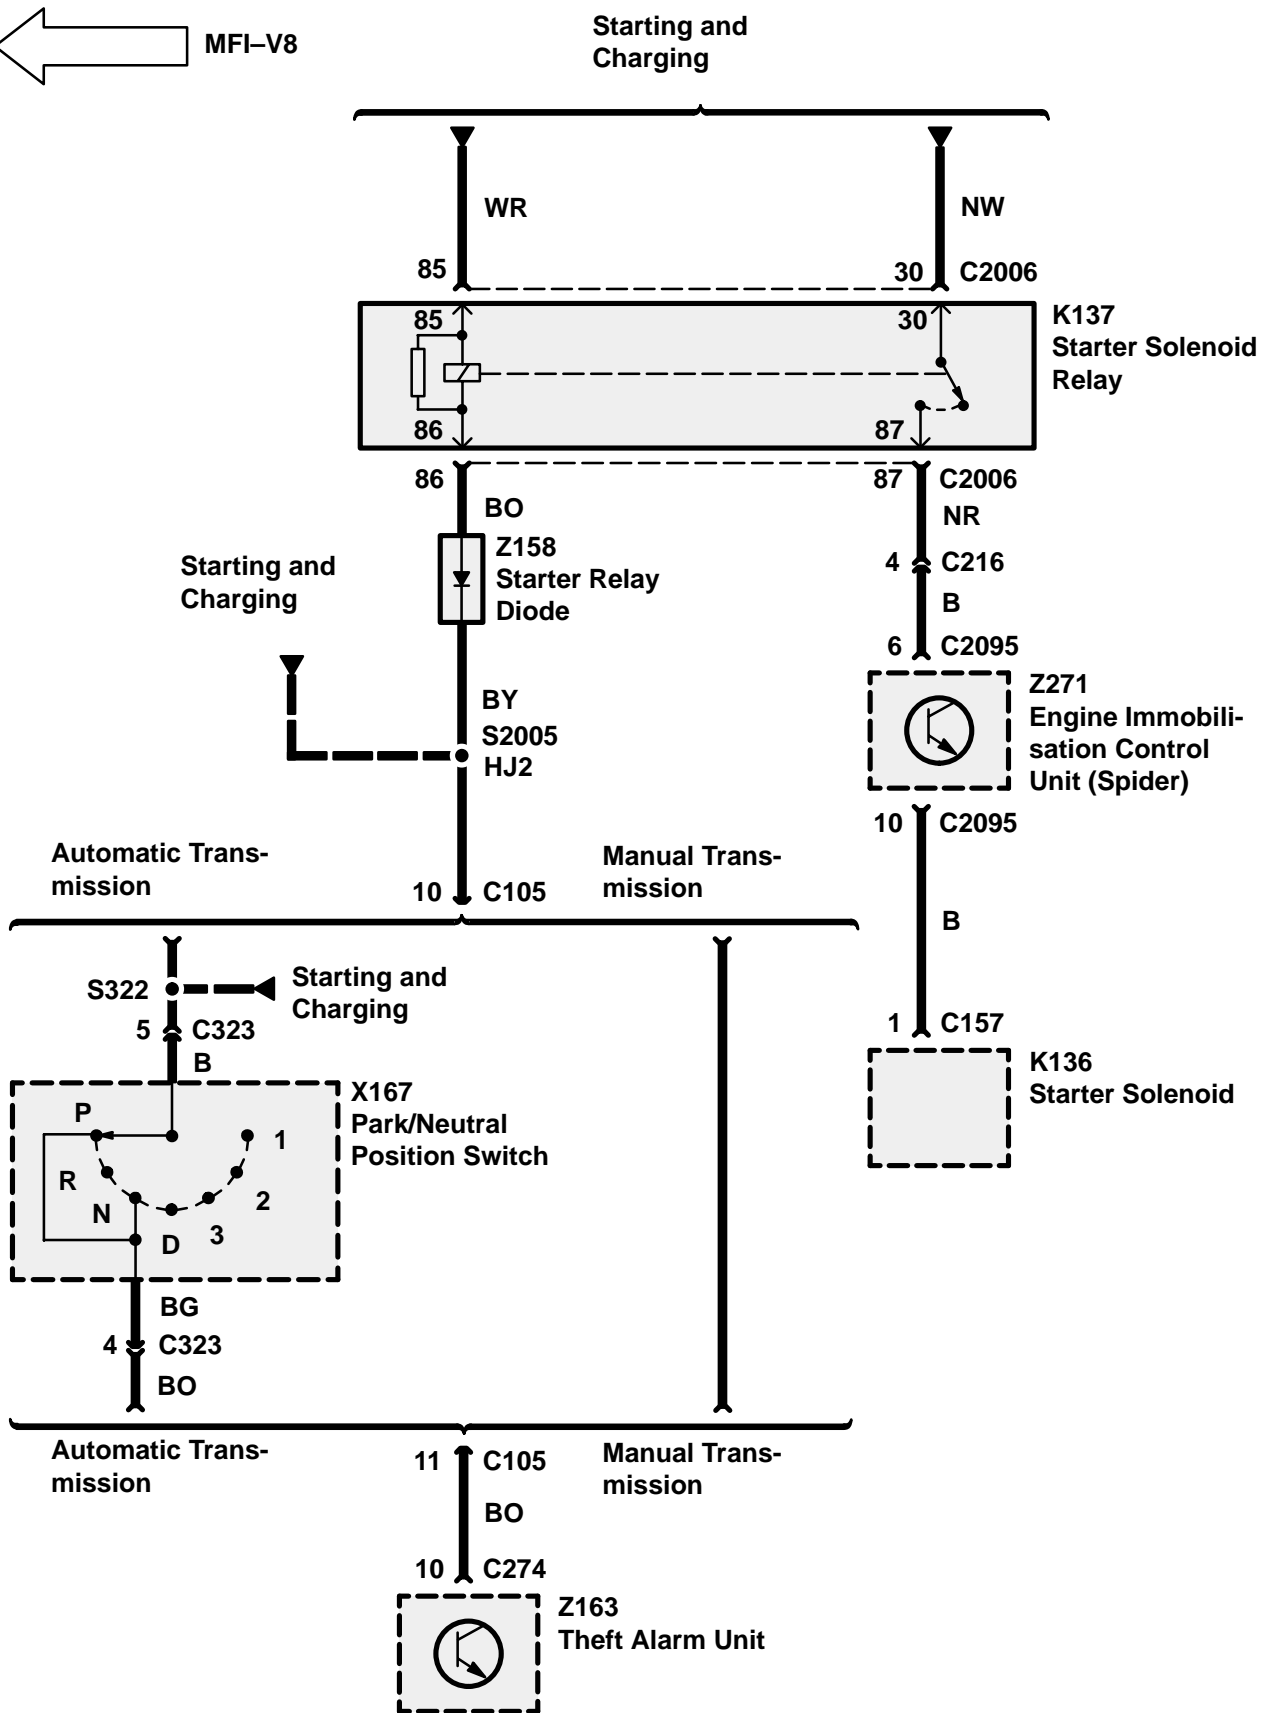 MFI–V8
Starting and
Charging
WR
NW
85
30 C2006
85
30
K137
Starter Solenoid
Relay
86
87
86
87 C2006
BO
NR
Z158
Starter Relay
Diode
4 C216
Starting and
Charging
B
6 C2095
Z271
Engine Immobili-
sation Control
Unit (Spider)
BY
S2005
HJ2
10 C2095
Automatic Trans-
mission
Manual Trans-
mission
10 C105
B
S322
Starting and
Charging
5 C323
1 C157
B
K136
Starter Solenoid
X167
Park/Neutral
Position Switch
P
1
R
2
N
3
D
BG
4 C323
BO
Automatic Trans-
mission
11 C105
Manual Trans-
mission
BO
10 C274
Z163
Theft Alarm Unit